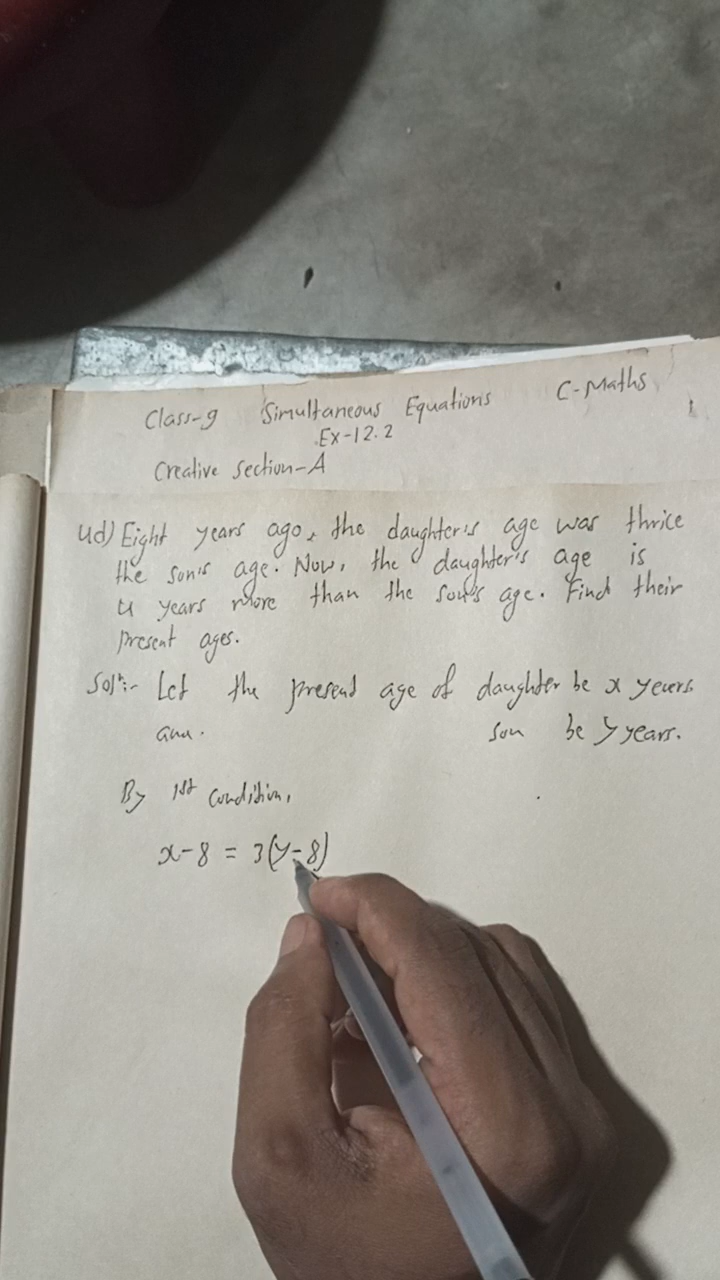 Class-9 Simultaneous Equations C-Maths
Ex-12.2
Creative section-A
4d) Eight years ago, the daughter's age was thrice
the son's age. Now, the daughter's age is
4 years more than the son's age. Find their
present ages.
Solⁿ:- Let the present age of daughter be x years
and son be y years.
By 1st condition,
x-8 = 3(y-8)